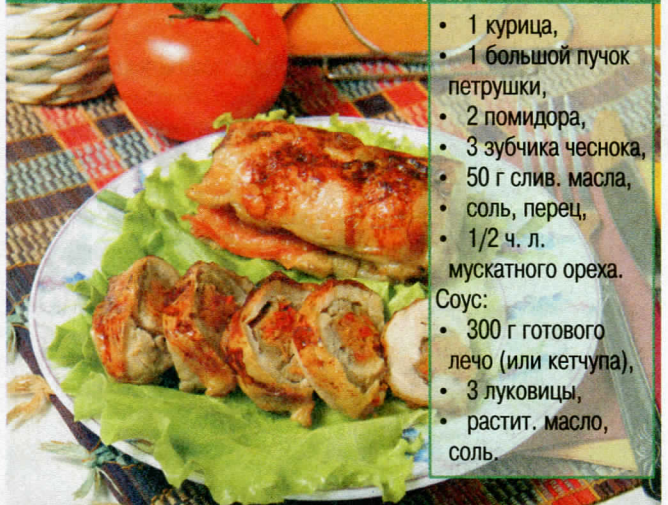 • 1 курица,
• 1 большой пучок
петрушки,
• 2 помидора,
• 3 зубчика чеснока,
• 50 г слив. масла,
• соль, перец,
• 1/2 ч. л.
мускатного ореха.
Соус:
• 300 г готового
лечо (или кетчупа),
• 3 луковицы,
• растит. масло,
соль.